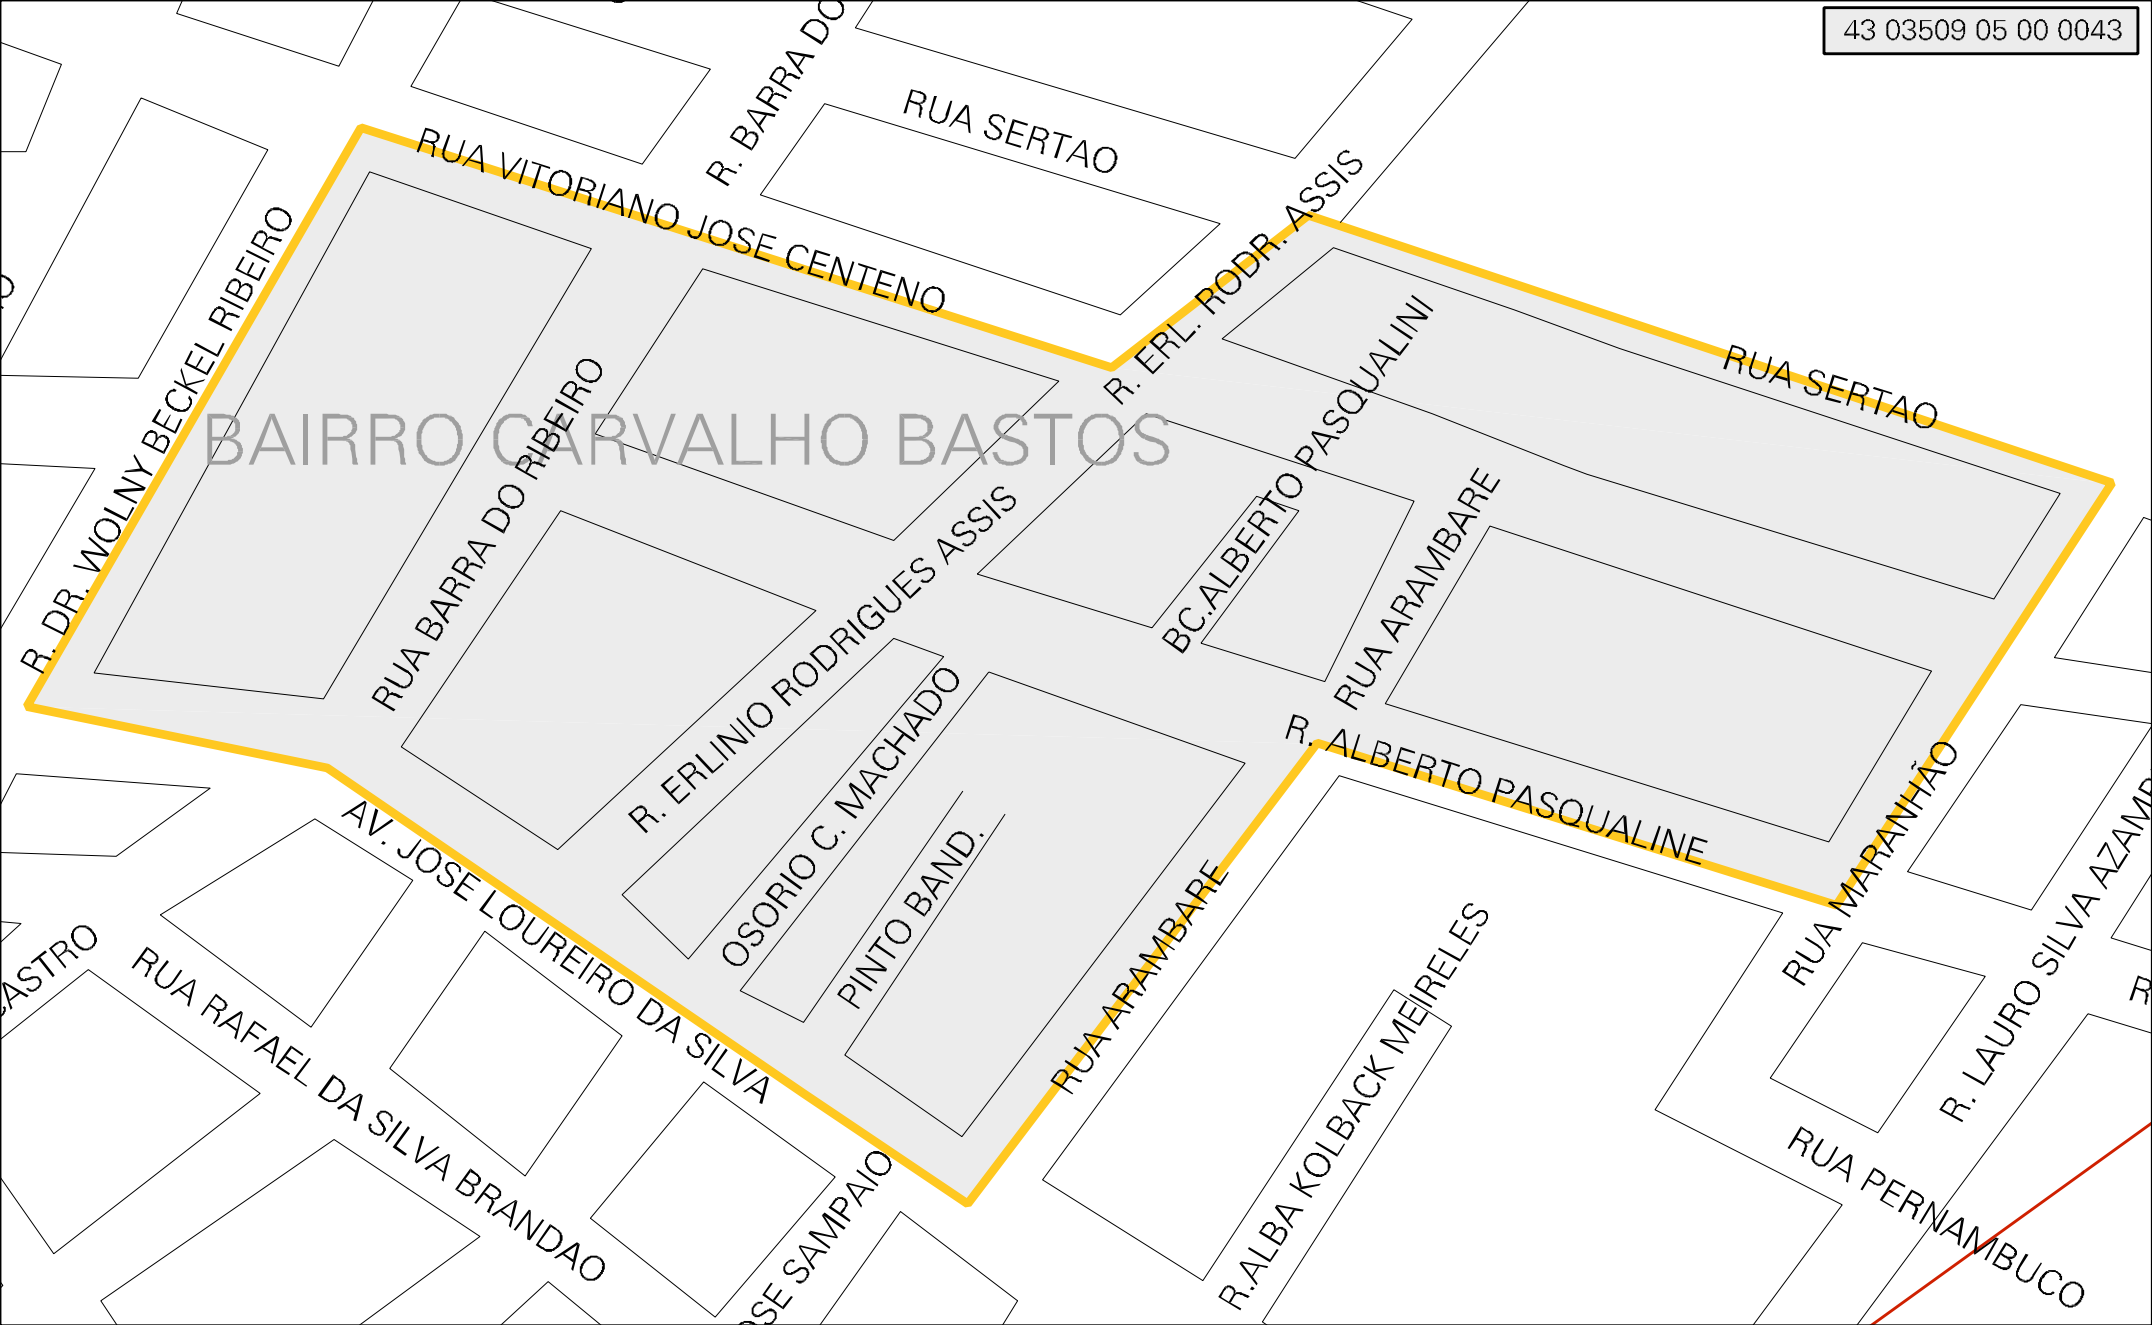 43 03509 05 00 0043
R. BARRA DO
RUA SERTAO
RUA VITORIANO JOSE CENTENO
R. ERL. RODR. ASSIS
RUA SERTAO
R. DR. WOLNY BECKEL RIBEIRO
BAIRRO CARVALHO BASTOS
RUA BARRA DO RIBEIRO
BC.ALBERTO PASQUALINI
RUA ARAMBARE
R. ERLINIO RODRIGUES ASSIS
OSORIO C. MACHADO
PINTO BAND.
R. ALBERTO PASQUALINE
RUA MARANHÃO
AV. JOSE LOUREIRO DA SILVA
RUA ARAMBARE
R. LAURO SILVA AZAMB
CASTRO
RUA RAFAEL DA SILVA BRANDAO
R.ALBA KOLBACK MEIRELES
OSE SAMPAIO
RUA PERNAMBUCO
R